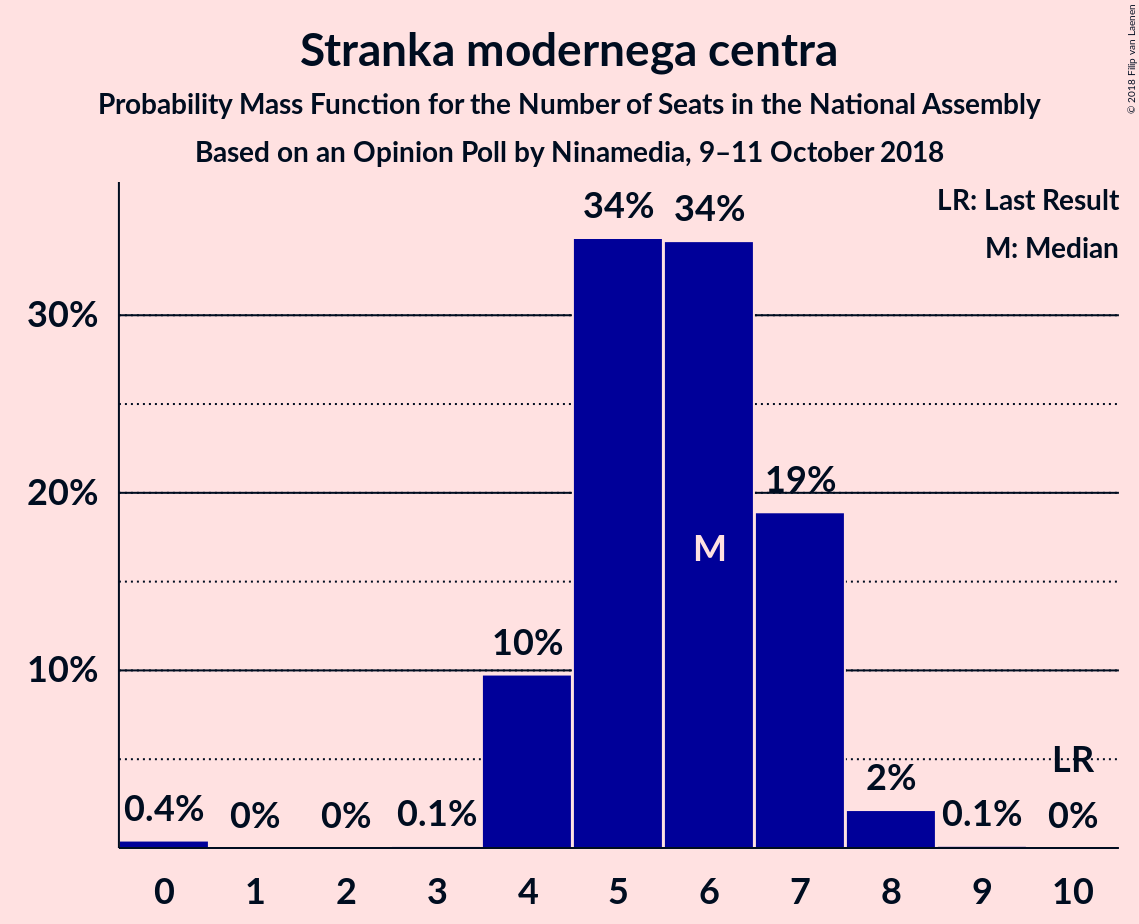 Stranka modernega centra
Probability Mass Function for the Number of Seats in the National Assembly
Based on an Opinion Poll by Ninamedia, 9–11 October 2018
© 2018 Filip van Laenen
LR: Last Result
M: Median
34% 34%
30%
20%
19%
M
10%
10%
LR
0.4% 0% 0% 0.1% 2% 0.1% 0%
0 1 2 3 4 5 6 7 8 9 10